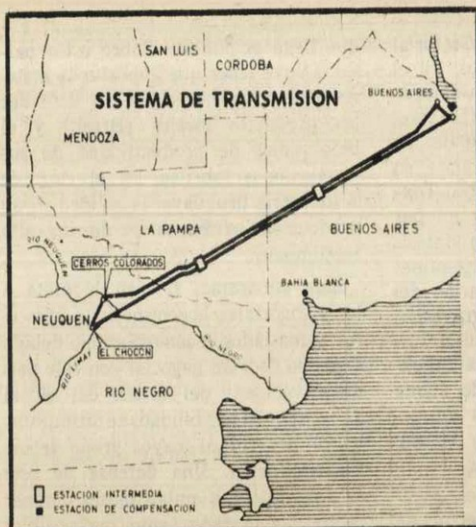 SAN LUIS
CORDOBA
BUENOS AIRES
SISTEMA DE TRANSMISION
MENDOZA
LA PAMPA
BUENOS AIRES
RIO NEUQUEN
CERROS COLORADOS
BAHIA BLANCA
NEUQUEN
EL CHOCON
RIO LIMAY
NEGRO
RIO NEGRO
ESTACION INTERMEDIA
ESTACION DE COMPENSACION